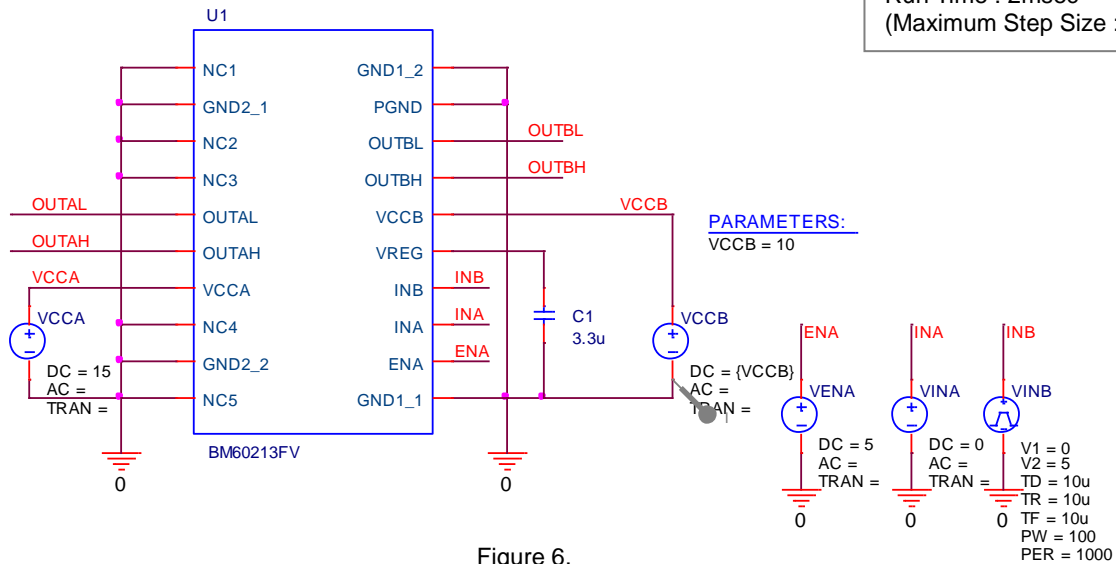 Run Time : 2msec
(Maximum Step Size :
U1
NC1
GND2_1
NC2
NC3
OUTAL
OUTAH
VCCA
NC4
GND2_2
NC5
GND1_2
PGND
OUTBL
OUTBH
VCCB
VREG
INB
INA
ENA
GND1_1
BM60213FV
OUTAL
OUTAH
VCCA
VCCA
DC = 15
AC =
TRAN =
0
OUTBL
OUTBH
VCCB
INB
INA
ENA
C1
3.3u
0
PARAMETERS:
VCCB = 10
VCCB
DC = {VCCB}
AC =
TRAN =
ENA
VENA
DC = 5
AC =
TRAN =
0
INA
VINA
DC = 0
AC =
TRAN =
0
INB
VINB
V1 = 0
V2 = 5
TD = 10u
TR = 10u
TF = 10u
PW = 100
PER = 1000
0
Figure 6.